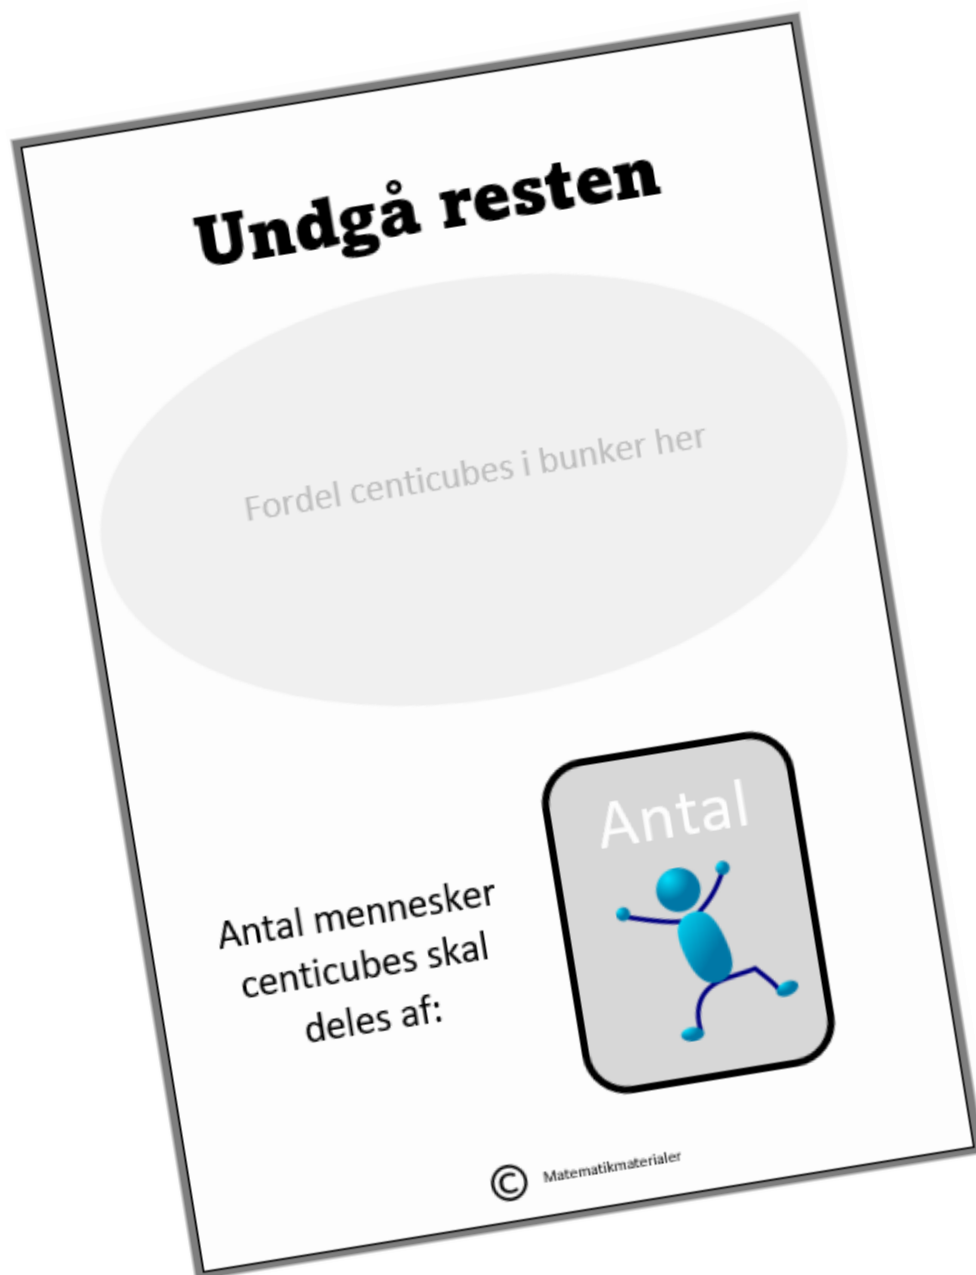 Undgå resten
Fordel centicubes i bunker her
Antal
Antal mennesker
centicubes skal
deles af:
© Matematikmaterialer